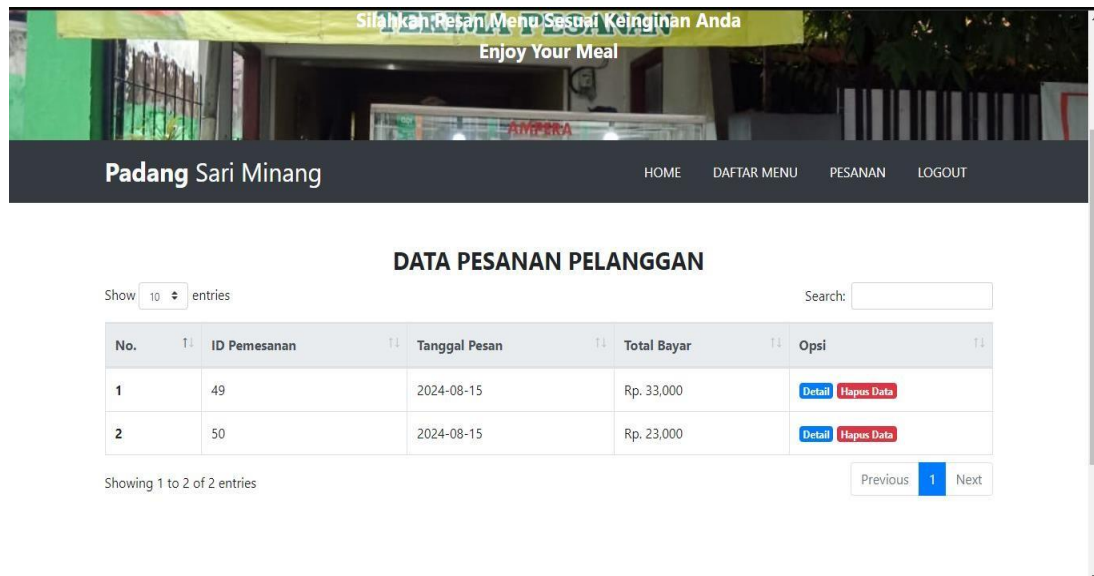 Silahkan Pesan Menu Sesuai Keinginan Anda
TERIMA PESANAN
Enjoy Your Meal
AMPERA
Padang Sari Minang
HOME DAFTAR MENU PESANAN LOGOUT
DATA PESANAN PELANGGAN
Show 10 entries Search:
No. ID Pemesanan Tanggal Pesan Total Bayar Opsi
1 49 2024-08-15 Rp. 33,000 Detail Hapus Data
2 50 2024-08-15 Rp. 23,000 Detail Hapus Data
Showing 1 to 2 of 2 entries Previous 1 Next